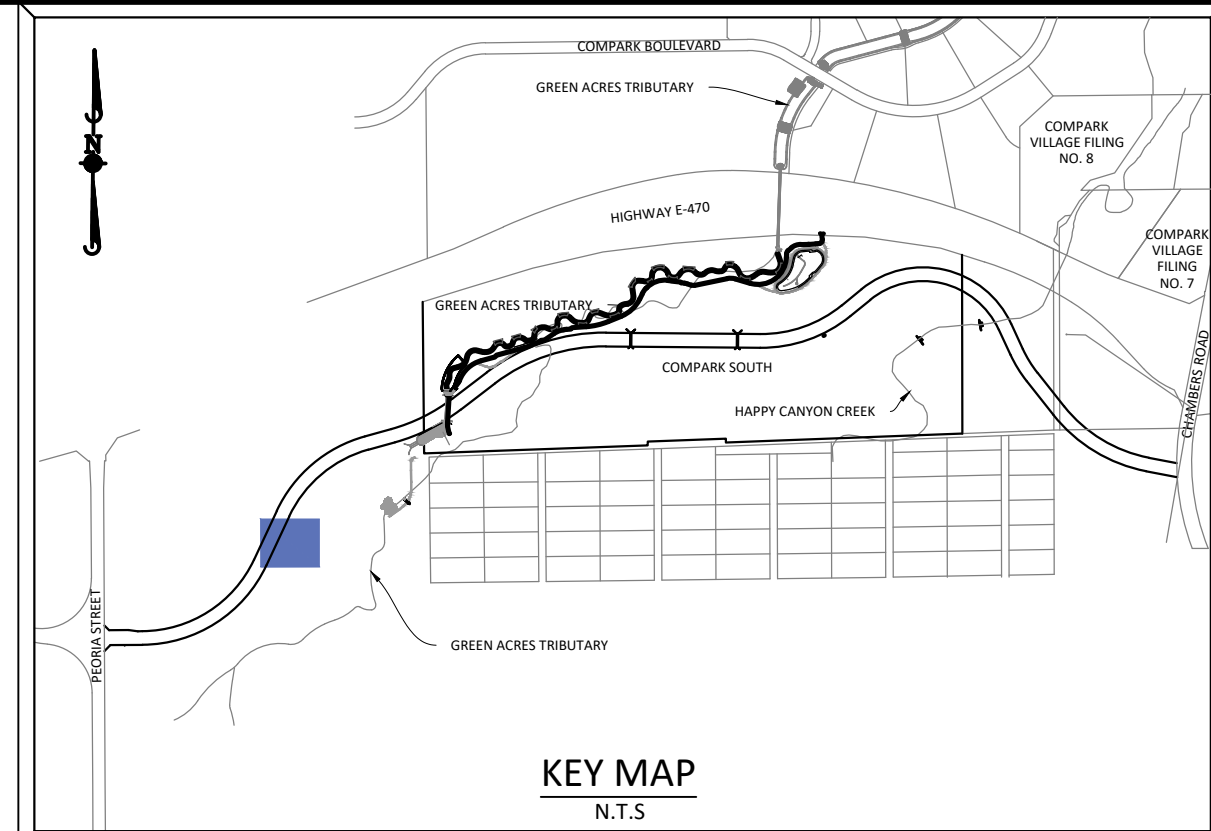 COMPARK BOULEVARD
GREEN ACRES TRIBUTARY
COMPARK
VILLAGE FILING
NO. 8
N
HIGHWAY E-470
COMPARK
VILLAGE
FILING
NO. 7
GREEN ACRES TRIBUTARY
COMPARK SOUTH
CHAMBERS ROAD
HAPPY CANYON CREEK
PEORIA STREET
GREEN ACRES TRIBUTARY
KEY MAP
N.T.S